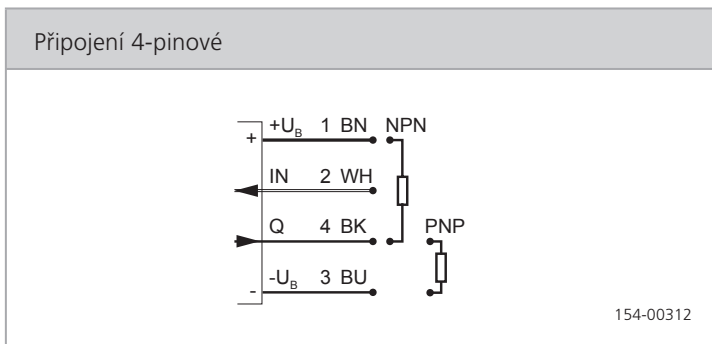 Připojení 4-pinové
+ +U_B 1 BN NPN
IN 2 WH
Q 4 BK PNP
- -U_B 3 BU
154-00312